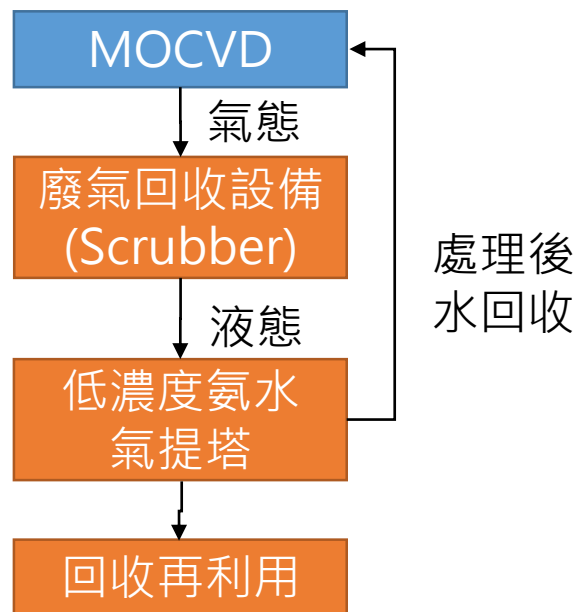 MOCVD
氣態
廢氣回收設備
(Scrubber)
處理後
水回收
液態
低濃度氨水
氣提塔
回收再利用